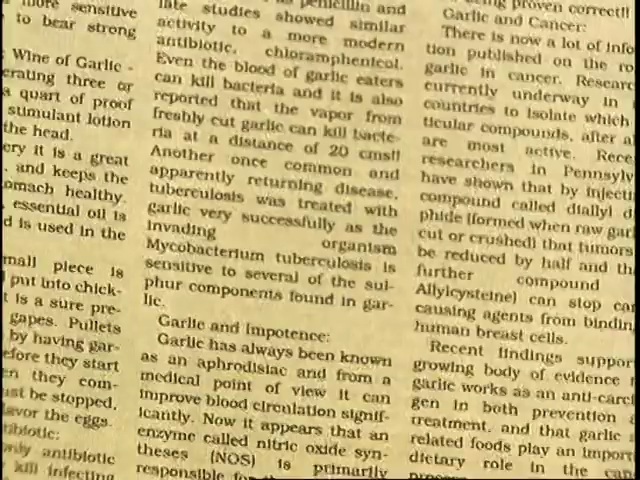 more sensitive
to bear strong
Wine of Garlic -
erating three or
a quart of proof
stimulant lotion
the head.
ery it is a great
. and keeps the
omach healthy.
essential oil is
d is used in the
mall piece is
put into chick-
t is a sure pre-
gapes. Pullets
by having gar-
efore they start
en they com-
ust be stopped,
lavor the eggs.
tibiotic:
only antibiotic
kill infecting
penicillin and
late studies showed similar
activity to a more modern
antibiotic, chloramphenicol.
Even the blood of garlic eaters
can kill bacteria and it is also
reported that the vapor from
freshly cut garlic can kill bacte-
ria at a distance of 20 cms!!
Another once common and
apparently returning disease,
tuberculosis was treated with
garlic very successfully as the
invading organism
Mycobacterium tuberculosis is
sensitive to several of the sul-
phur components found in gar-
lic.
Garlic and Impotence:
Garlic has always been known
as an aphrodisiac and from a
medical point of view it can
improve blood circulation signif-
icantly. Now it appears that an
enzyme called nitric oxide syn-
theses (NOS) is primarily
responsible for
being proven correct!!
Garlic and Cancer:
There is now a lot of info
tion published on the ro
garlic in cancer. Researc
currently underway in
countries to isolate which
ticular compounds, after a
are most active. Rece
researchers in Pennsylv
have shown that by injecti
compound called diallyl d
phide (formed when raw garl
cut or crushed) that tumors
be reduced by half and th
further compound
Allylcysteine) can stop ca
causing agents from bindin
human breast cells.
Recent findings suppor
growing body of evidence
garlic works as an anti-carci
gen in both prevention
treatment, and that garlic
related foods play an import
dietary role in the can